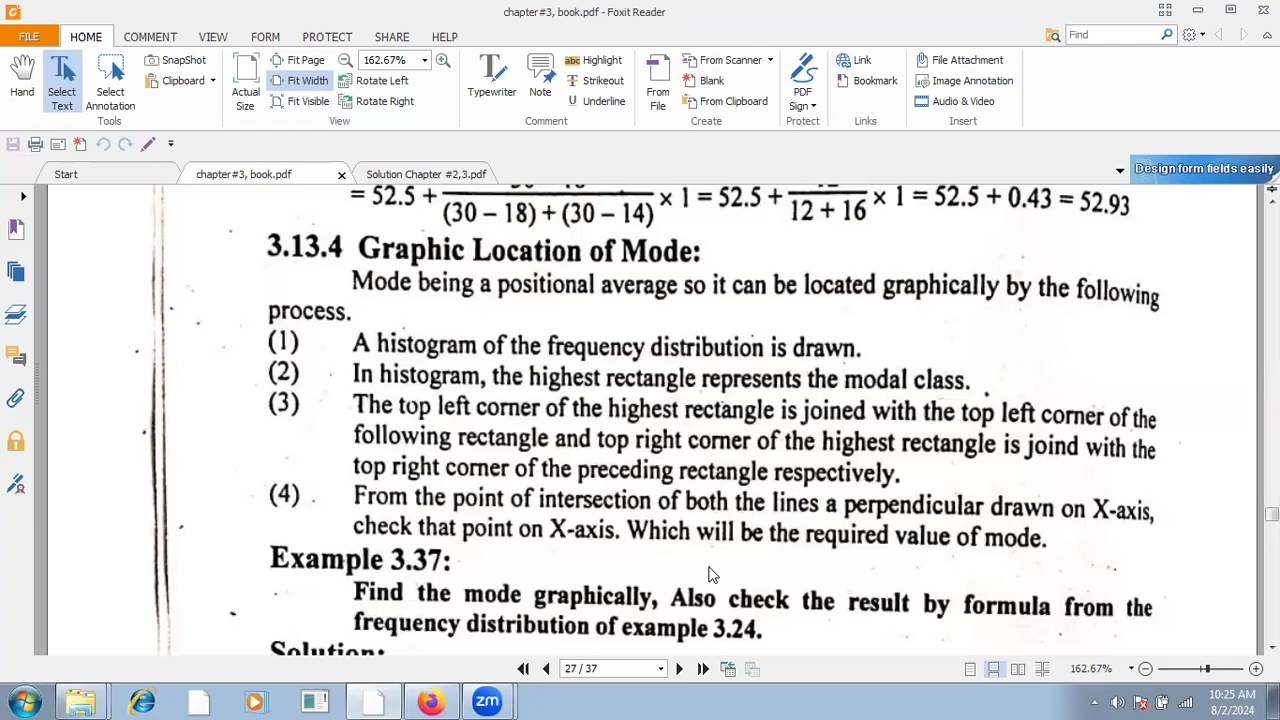 chapter#3, book.pdf - Foxit Reader
FILE HOME COMMENT VIEW FORM PROTECT SHARE HELP
Find
Hand
Select Text
Select Annotation
SnapShot
Clipboard
Tools
Actual Size
Fit Page
Fit Width
Fit Visible
162.67%
Rotate Left
Rotate Right
View
Typewriter
Note
Highlight
Strikeout
Underline
Comment
From File
From Scanner
Blank
From Clipboard
Create
PDF Sign
Protect
Link
Bookmark
Links
File Attachment
Image Annotation
Audio & Video
Insert
Start
chapter#3, book.pdf
Solution Chapter #2,3.pdf
Design form fields easily
= 52.5 + (30 – 18) + (30 – 14) × 1 = 52.5 + 12 + 16 × 1 = 52.5 + 0.43 = 52.93
3.13.4 Graphic Location of Mode:
Mode being a positional average so it can be located graphically by the following
process.
(1) A histogram of the frequency distribution is drawn.
(2) In histogram, the highest rectangle represents the modal class.
(3) The top left corner of the highest rectangle is joined with the top left corner of the
following rectangle and top right corner of the highest rectangle is joind with the
top right corner of the preceding rectangle respectively.
(4) From the point of intersection of both the lines a perpendicular drawn on X-axis,
check that point on X-axis. Which will be the required value of mode.
Example 3.37:
Find the mode graphically, Also check the result by formula from the
frequency distribution of example 3.24.
Solution:
27 / 37
162.67%
zm
10:25 AM
8/2/2024